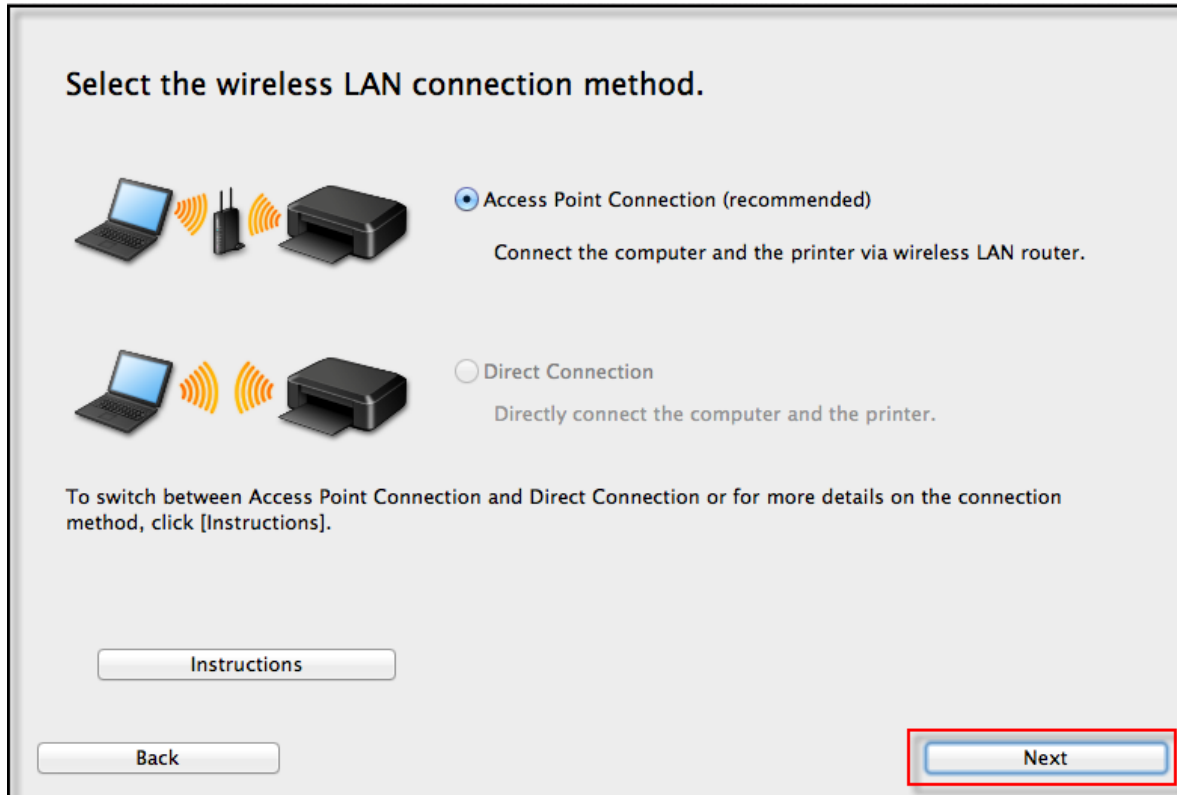 Select the wireless LAN connection method.
Access Point Connection (recommended)
Connect the computer and the printer via wireless LAN router.
Direct Connection
Directly connect the computer and the printer.
To switch between Access Point Connection and Direct Connection or for more details on the connection
method, click [Instructions].
Instructions
Back
Next